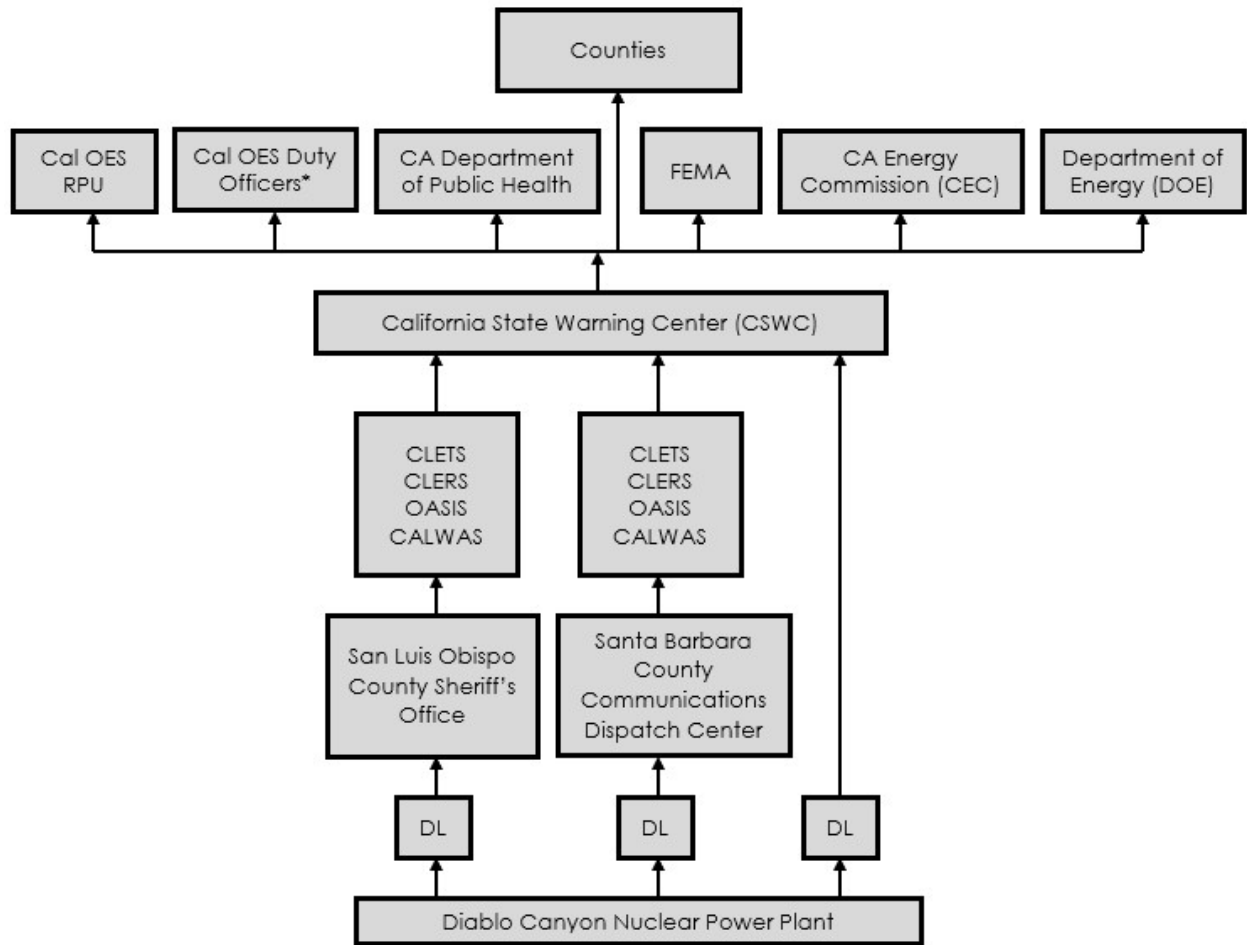 Counties
Cal OES
RPU
Cal OES Duty
Officers*
CA Department
of Public Health
FEMA
CA Energy
Commission (CEC)
Department of
Energy (DOE)
California State Warning Center (CSWC)
CLETS
CLERS
OASIS
CALWAS
CLETS
CLERS
OASIS
CALWAS
San Luis Obispo
County Sheriff's
Office
Santa Barbara
County
Communications
Dispatch Center
DL
DL
DL
Diablo Canyon Nuclear Power Plant